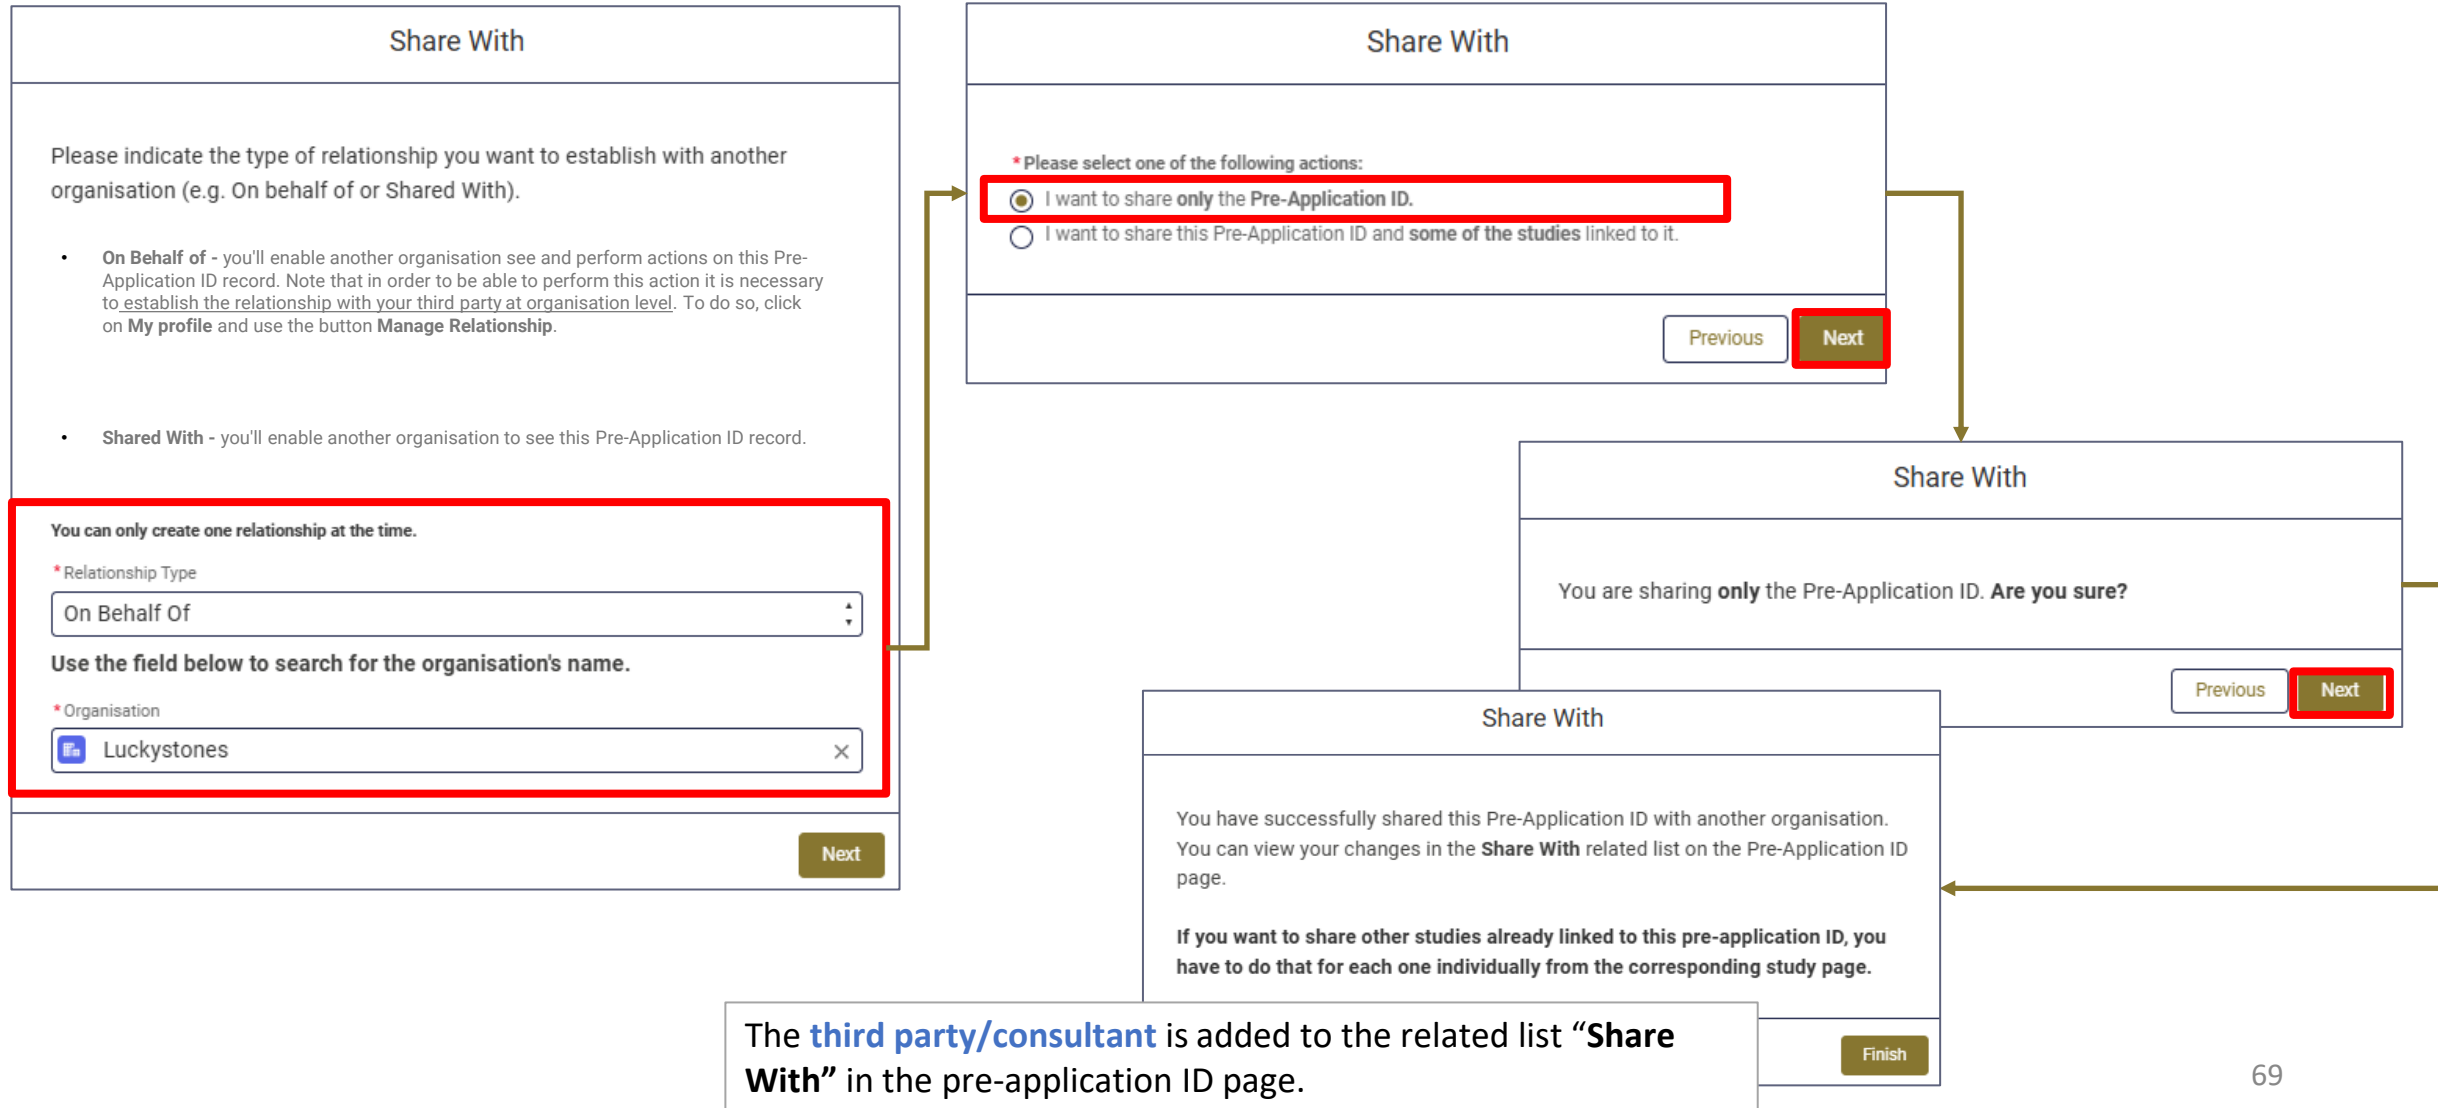 Share With
Please indicate the type of relationship you want to establish with another
organisation (e.g. On behalf of or Shared With).
• On Behalf of - you'll enable another organisation see and perform actions on this Pre-
Application ID record. Note that in order to be able to perform this action it is necessary
to establish the relationship with your third party at organisation level. To do so, click
on My profile and use the button Manage Relationship.
• Shared With - you'll enable another organisation to see this Pre-Application ID record.
You can only create one relationship at the time.
*Relationship Type
On Behalf Of
Use the field below to search for the organisation's name.
*Organisation
Luckystones
Next
Share With
*Please select one of the following actions:
I want to share only the Pre-Application ID.
I want to share this Pre-Application ID and some of the studies linked to it.
Previous
Next
Share With
You are sharing only the Pre-Application ID. Are you sure?
Previous
Next
Share With
You have successfully shared this Pre-Application ID with another organisation.
You can view your changes in the Share With related list on the Pre-Application ID
page.
If you want to share other studies already linked to this pre-application ID, you
have to do that for each one individually from the corresponding study page.
Finish
The third party/consultant is added to the related list “Share
With” in the pre-application ID page.
69